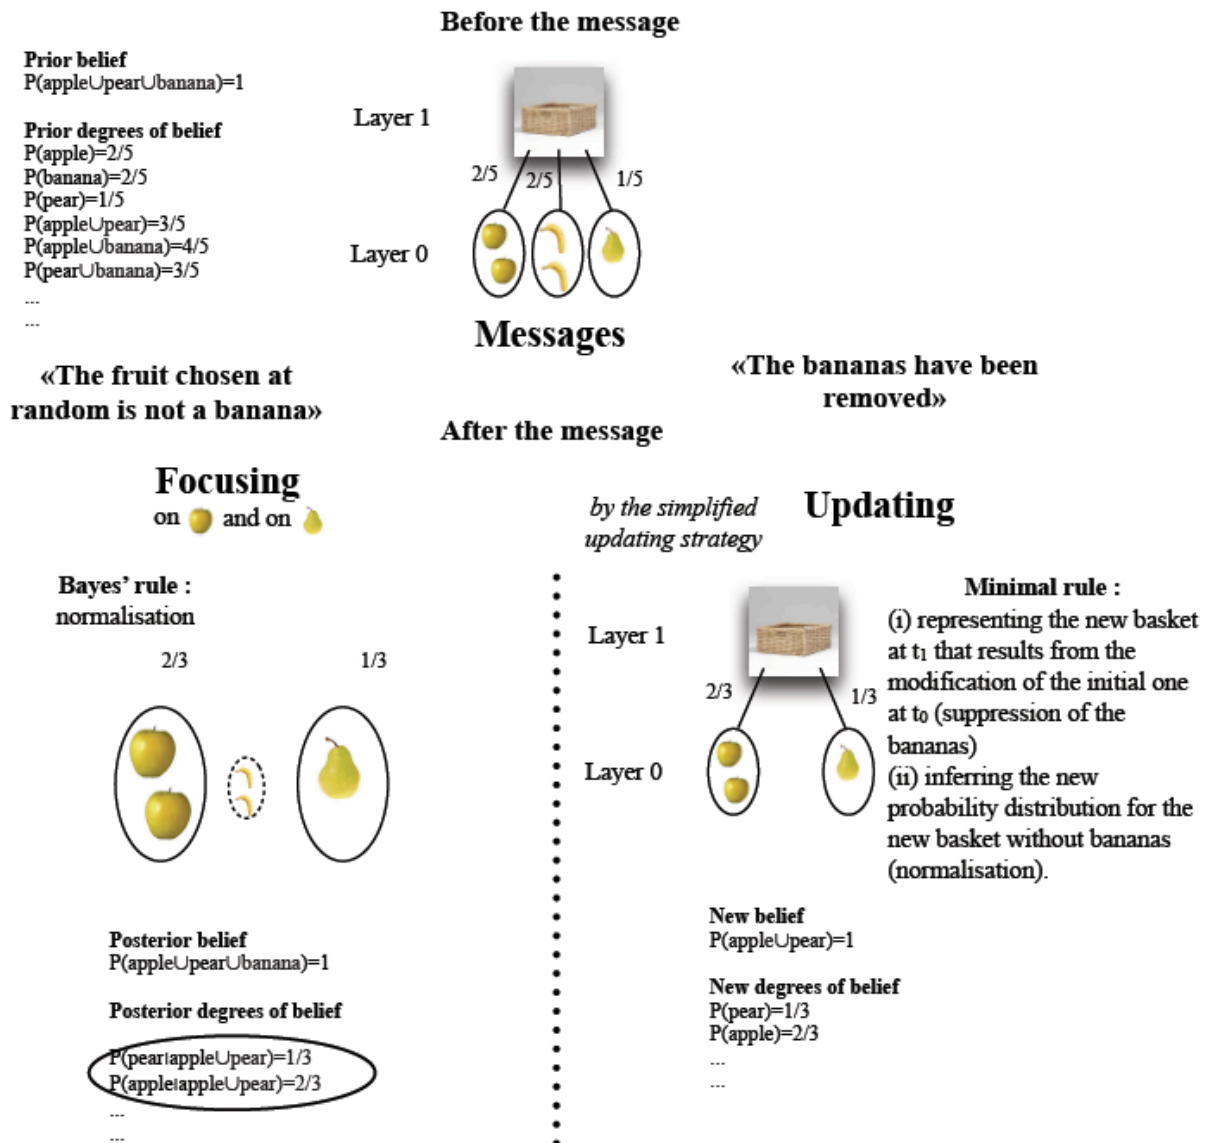 Before the message
Prior belief
P(apple∪pear∪banana)=1
Prior degrees of belief
P(apple)=2/5
P(banana)=2/5
P(pear)=1/5
P(apple∪pear)=3/5
P(apple∪banana)=4/5
P(pear∪banana)=3/5
...
...
Layer 1
2/5 2/5 1/5
Layer 0
Messages
«The fruit chosen at
random is not a banana»
«The bananas have been
removed»
After the message
Focusing
on and on
Bayes’ rule :
normalisation
2/3 1/3
Posterior belief
P(apple∪pear∪banana)=1
Posterior degrees of belief
P(pear|apple∪pear)=1/3
P(apple|apple∪pear)=2/3
...
...
by the simplified
updating strategy
Updating
Layer 1
2/3 1/3
Layer 0
Minimal rule :
(i) representing the new basket
at t1 that results from the
modification of the initial one
at t0 (suppression of the
bananas)
(ii) inferring the new
probability distribution for the
new basket without bananas
(normalisation).
New belief
P(apple∪pear)=1
New degrees of belief
P(pear)=1/3
P(apple)=2/3
...
...